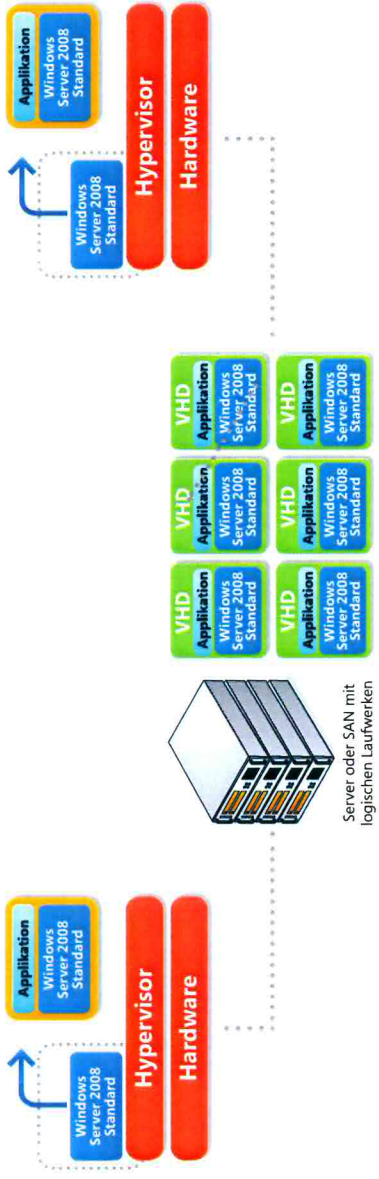 Windows
Server 2008
Standard
Applikation
Windows
Server 2008
Standard
Hypervisor
Hardware
Server oder SAN mit
logischen Laufwerken
VHD
Applikation
Windows
Server 2008
Standard
VHD
Applikation
Windows
Server 2008
Standard
VHD
Applikation
Windows
Server 2008
Standard
VHD
Applikation
Windows
Server 2008
Standard
VHD
Applikation
Windows
Server 2008
Standard
VHD
Applikation
Windows
Server 2008
Standard
Windows
Server 2008
Standard
Applikation
Windows
Server 2008
Standard
Hypervisor
Hardware